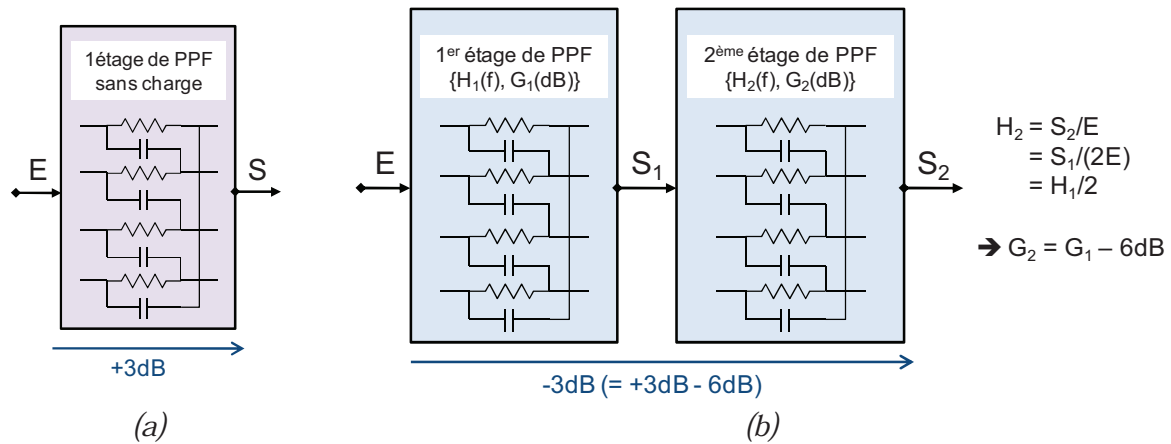 1étage de PPF
sans charge
E
S
+3dB
(a)
1er étage de PPF
{H1(f), G1(dB)}
E
S1
2ème étage de PPF
{H2(f), G2(dB)}
S2
-3dB (= +3dB - 6dB)
(b)
H2 = S2/E
= S1/(2E)
= H1/2
➔ G2 = G1 – 6dB